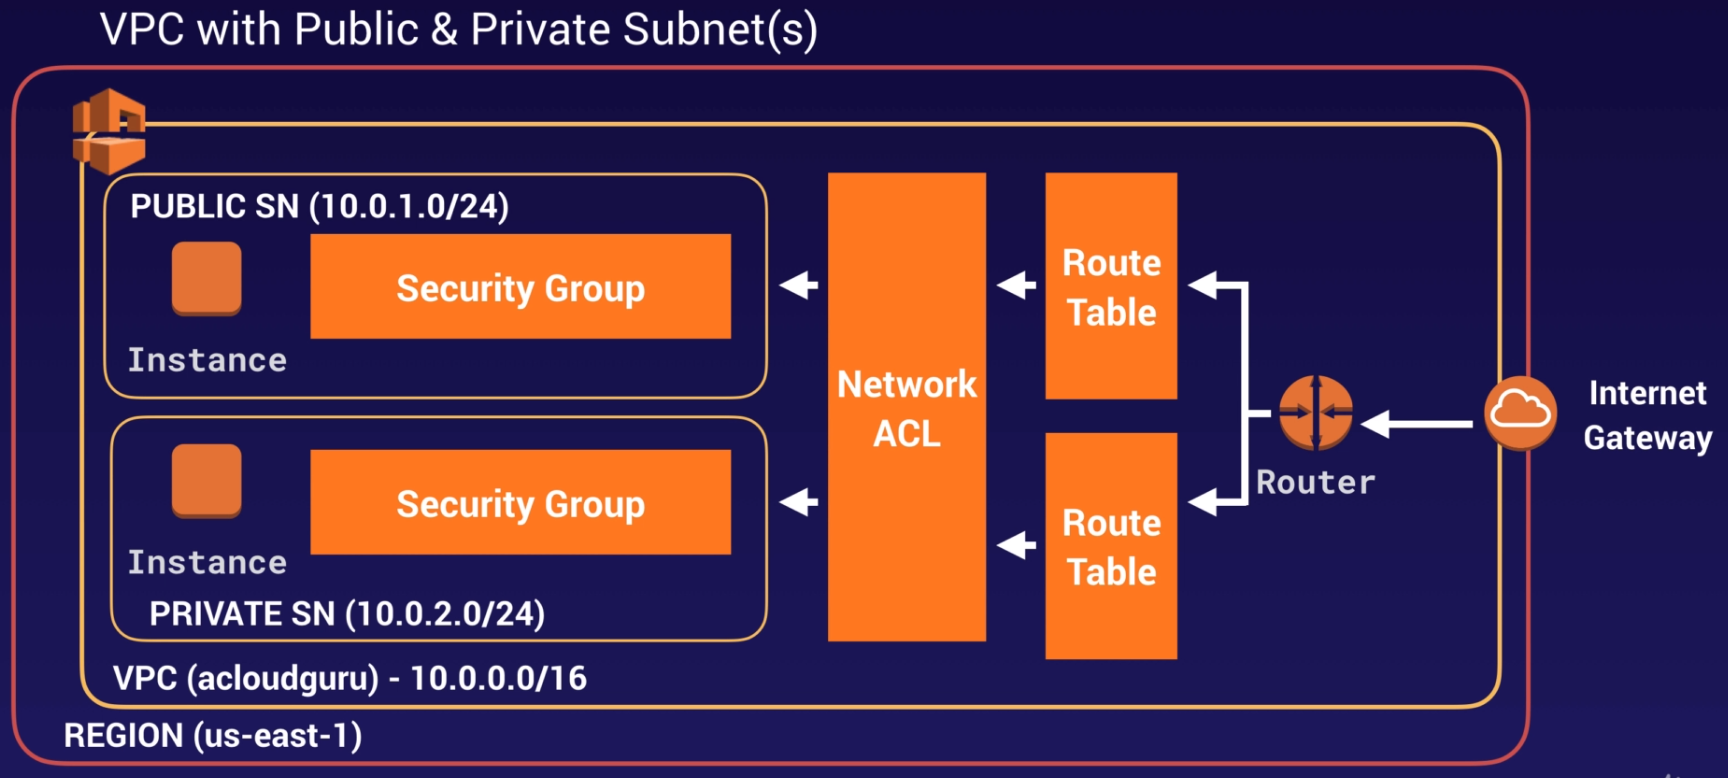 VPC with Public & Private Subnet(s)
PUBLIC SN (10.0.1.0/24)
Security Group
Instance
Security Group
Instance
PRIVATE SN (10.0.2.0/24)
Network
ACL
Route
Table
Route
Table
Router
Internet
Gateway
VPC (acloudguru) - 10.0.0.0/16
REGION (us-east-1)